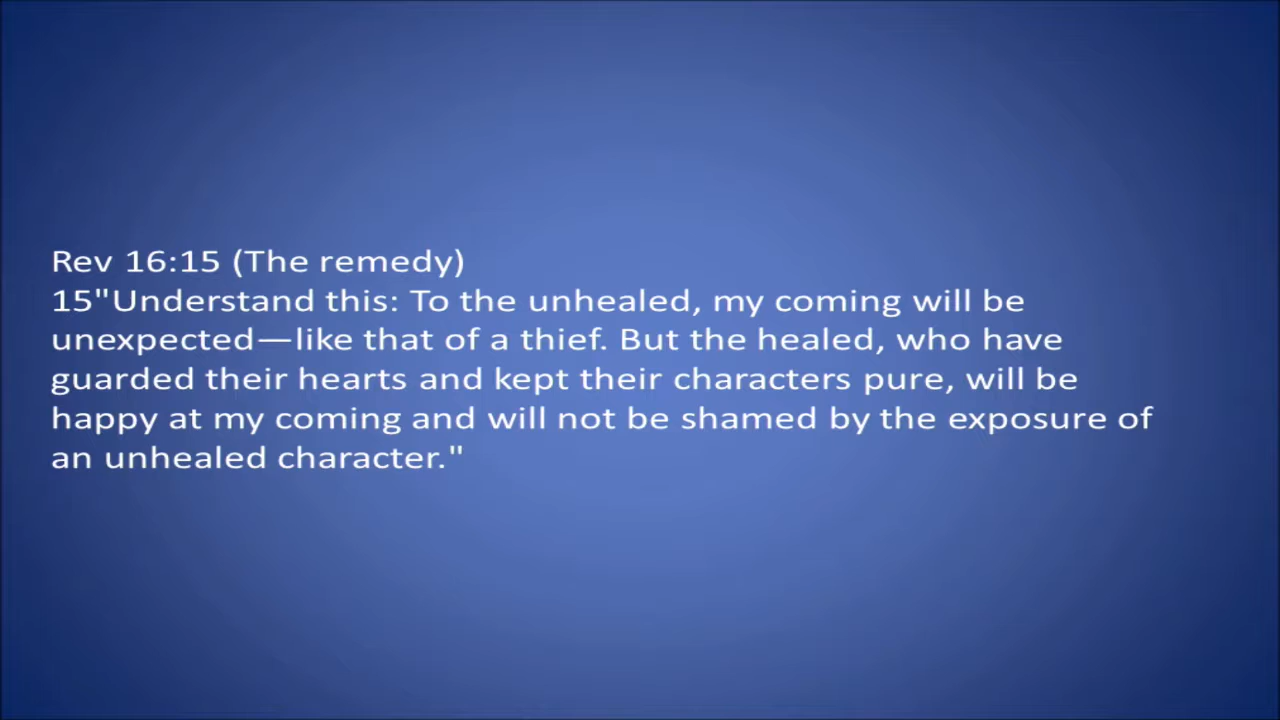 Rev 16:15 (The remedy)
15"Understand this: To the unhealed, my coming will be
unexpected—like that of a thief. But the healed, who have
guarded their hearts and kept their characters pure, will be
happy at my coming and will not be shamed by the exposure of
an unhealed character."